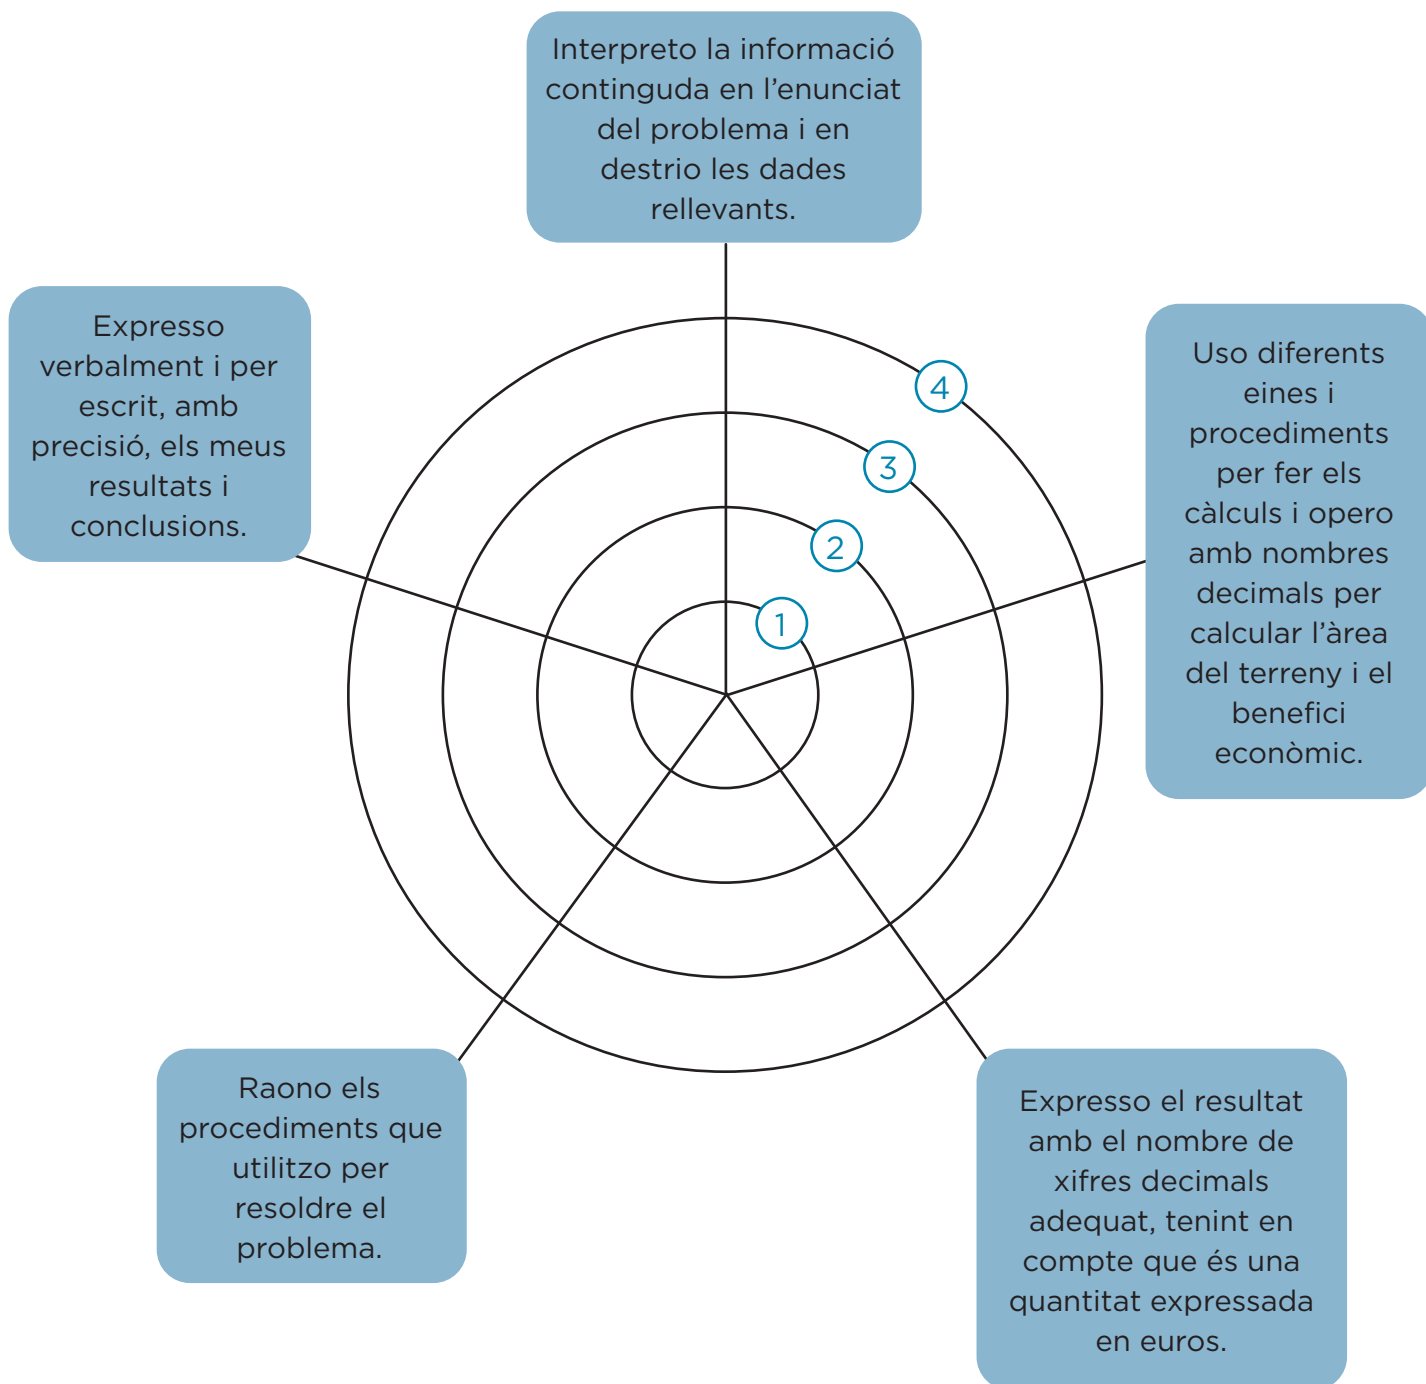 Interpreto la informació
continguda en l’enunciat
del problema i en
destrio les dades
rellevants.
Expresso
verbalment i per
escrit, amb
precisió, els meus
resultats i
conclusions.
Uso diferents
eines i
procediments
per fer els
càlculs i opero
amb nombres
decimals per
calcular l’àrea
del terreny i el
benefici
econòmic.
4
3
2
1
Raono els
procediments que
utilitzo per
resoldre el
problema.
Expresso el resultat
amb el nombre de
xifres decimals
adequat, tenint en
compte que és una
quantitat expressada
en euros.